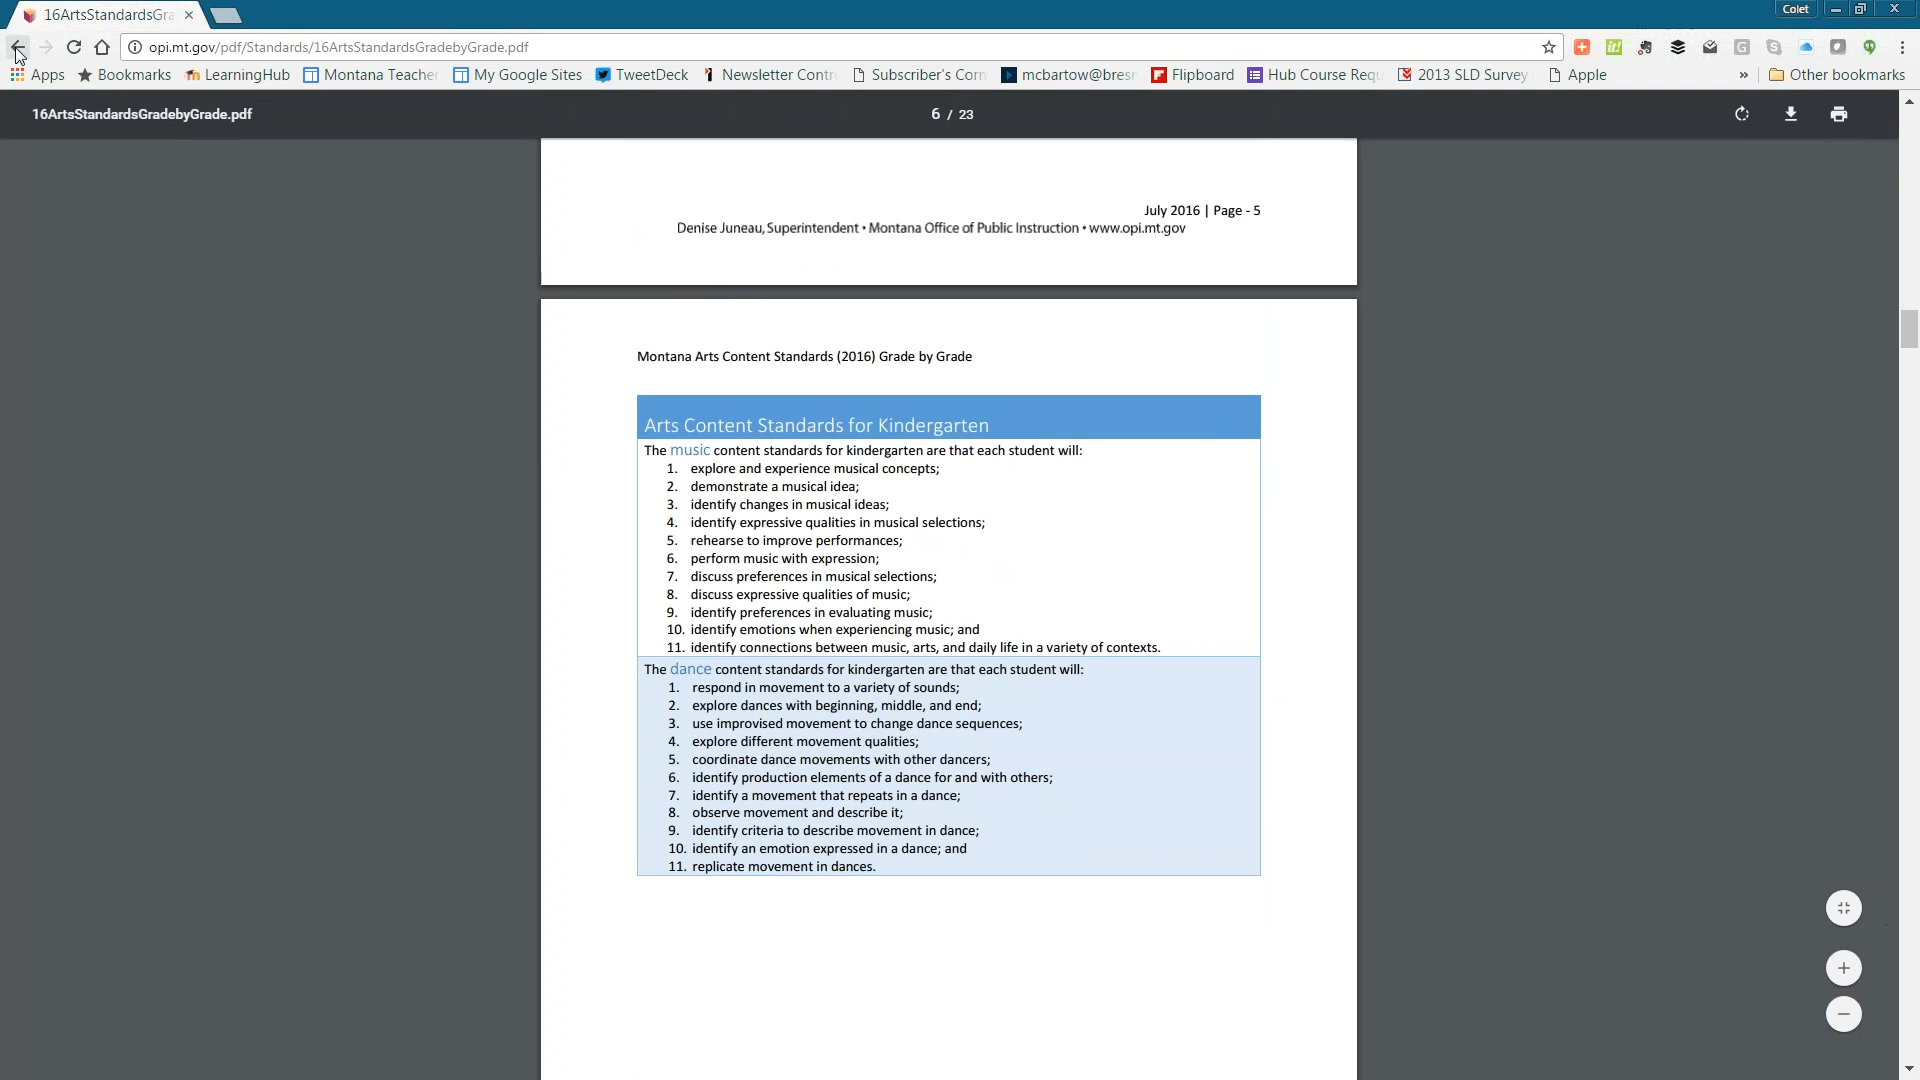 16ArtsStandardsGra
Colet
opi.mt.gov/pdf/Standards/16ArtsStandardsGradebyGrade.pdf
Apps Bookmarks LearningHub Montana Teache My Google Sites TweetDeck Newsletter Contr Subscriber's Corn mcbartow@bresn Flipboard Hub Course Requ 2013 SLD Survey Apple » Other bookmarks
16ArtsStandardsGradebyGrade.pdf 6 / 23
July 2016 | Page - 5
Denise Juneau, Superintendent • Montana Office of Public Instruction • www.opi.mt.gov
Montana Arts Content Standards (2016) Grade by Grade
Arts Content Standards for Kindergarten
The music content standards for kindergarten are that each student will:
1. explore and experience musical concepts;
2. demonstrate a musical idea;
3. identify changes in musical ideas;
4. identify expressive qualities in musical selections;
5. rehearse to improve performances;
6. perform music with expression;
7. discuss preferences in musical selections;
8. discuss expressive qualities of music;
9. identify preferences in evaluating music;
10. identify emotions when experiencing music; and
11. identify connections between music, arts, and daily life in a variety of contexts.
The dance content standards for kindergarten are that each student will:
1. respond in movement to a variety of sounds;
2. explore dances with beginning, middle, and end;
3. use improvised movement to change dance sequences;
4. explore different movement qualities;
5. coordinate dance movements with other dancers;
6. identify production elements of a dance for and with others;
7. identify a movement that repeats in a dance;
8. observe movement and describe it;
9. identify criteria to describe movement in dance;
10. identify an emotion expressed in a dance; and
11. replicate movement in dances.